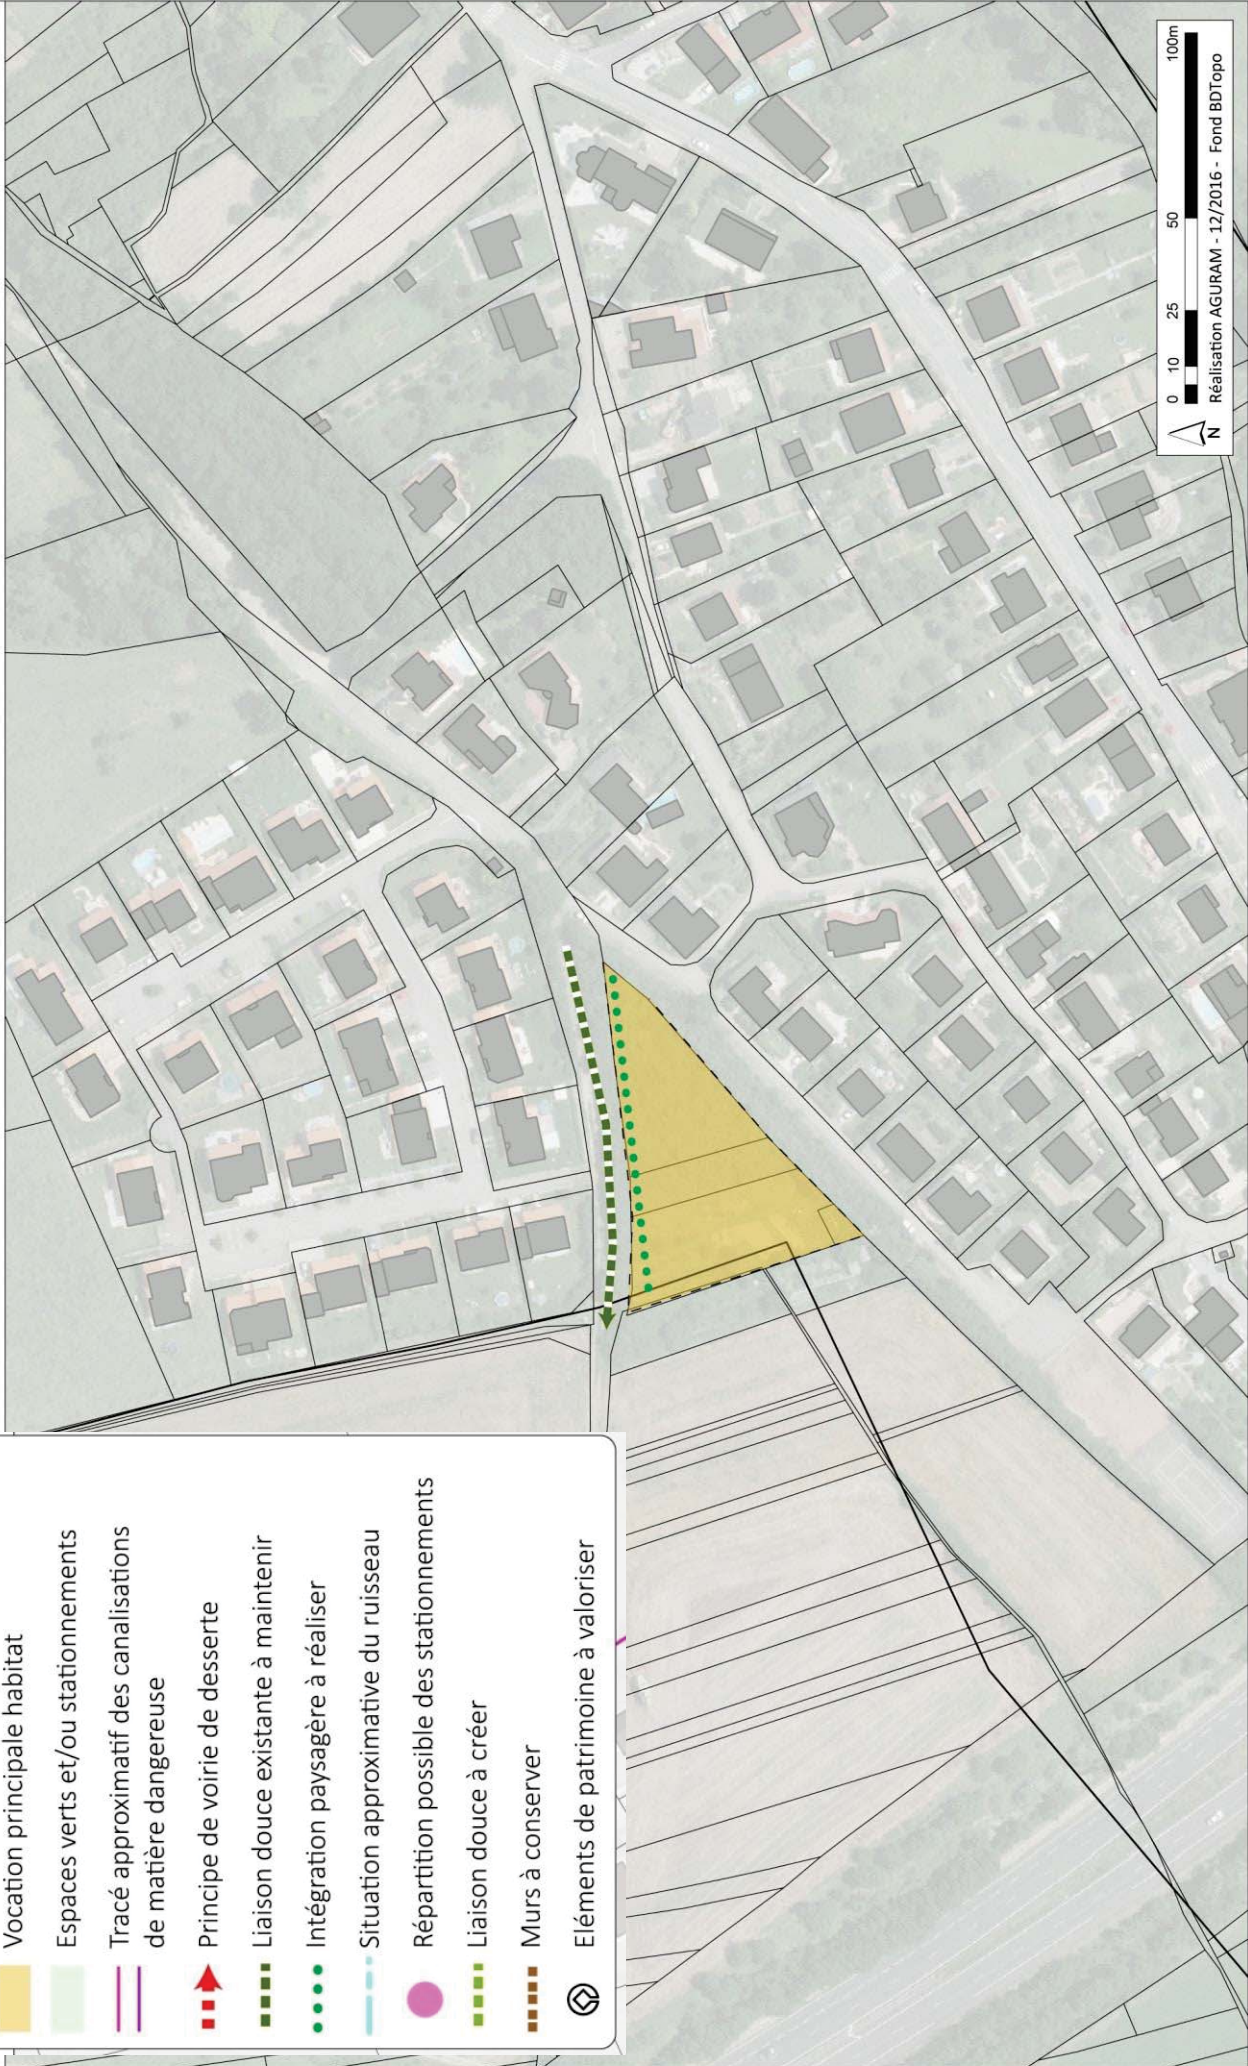 Vocation principale habitat
Espaces verts et/ou stationnements
Tracé approximatif des canalisations
de matière dangereuse
Principe de voirie de desserte
Liaison douce existante à maintenir
Intégration paysagère à réaliser
Situation approximative du ruisseau
Répartition possible des stationnements
Liaison douce à créer
Murs à conserver
Eléments de patrimoine à valoriser
N
0 10 25 50 100m
Réalisation AGURAM - 12/2016 - Fond BDTopo